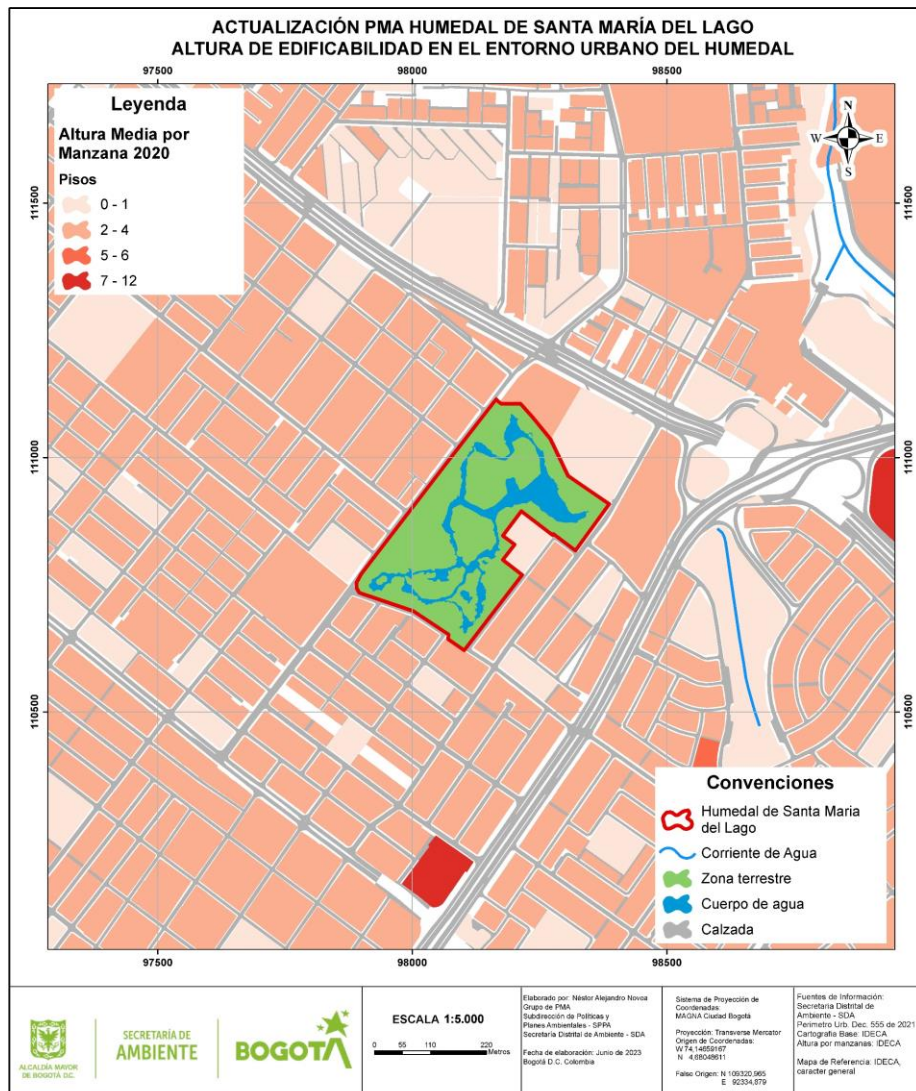 ACTUALIZACIÓN PMA HUMEDAL DE SANTA MARÍA DEL LAGO
ALTURA DE EDIFICABILIDAD EN EL ENTORNO URBANO DEL HUMEDAL
97500
98000
98500
Leyenda
Altura Media por
Manzana 2020
Pisos
0 - 1
2 - 4
5 - 6
7 - 12
N
W
E
S
111500
111500
111000
111000
110500
110500
Convenciones
Humedal de Santa Maria
del Lago
Corriente de Agua
Zona terrestre
Cuerpo de agua
Calzada
97500
98000
98500
ALCALDÍA MAYOR
DE BOGOTÁ D.C.
SECRETARÍA DE
AMBIENTE
BOGOTÁ
ESCALA 1:5.000
0 55 110 220
Metros
Elaborado por: Néstor Alejandro Novoa
Grupo de PMA
Subdirección de Políticas y
Planes Ambientales - SPPA
Secretaría Distrital de Ambiente - SDA
Fecha de elaboración: Junio de 2023
Bogotá D.C. Colombia
Sistema de Proyección de
Coordenadas:
MAGNA Ciudad Bogotá
Proyección: Transverse Mercator
Origen de Coordenadas:
W 74,14659167
N 4,68048611
False Origen: N 109320,965
E 92334,879
Fuentes de Información:
Secretaria Distrital de
Ambiente - SDA
Perimetro Urb. Dec. 555 de 2021
Cartografía Base: IDECA
Altura por manzanas: IDECA
Mapa de Referencia: IDECA,
caracter general